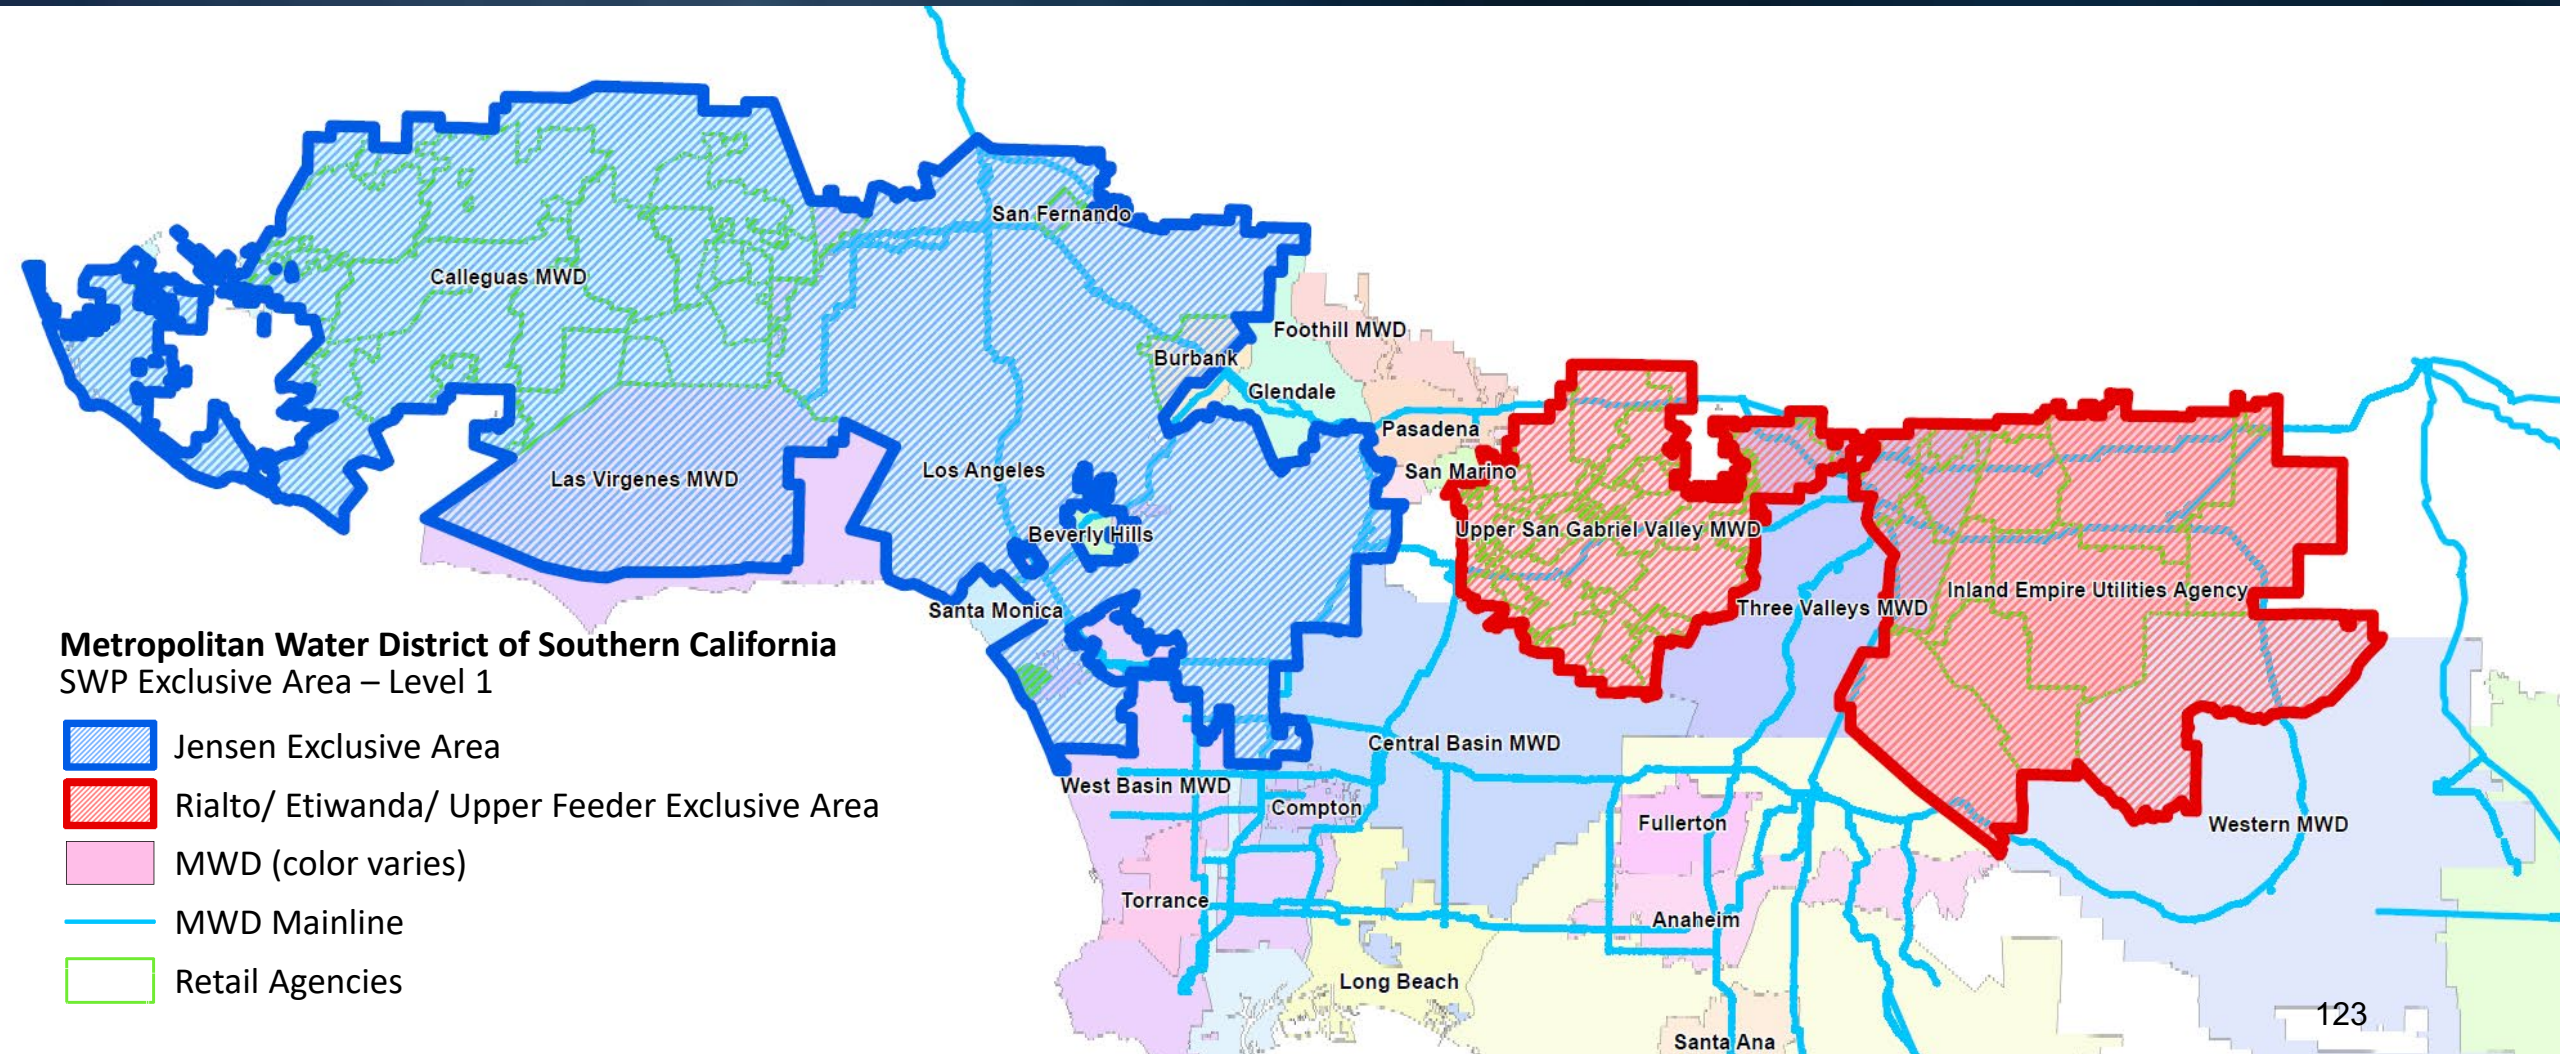 San Fernando
Calleguas MWD
Foothill MWD
Burbank
Glendale
Pasadena
San Marino
Los Angeles
Las Virgenes MWD
Beverly Hills
Upper San Gabriel Valley MWD
Inland Empire Utilities Agency
Three Valleys MWD
Santa Monica
Metropolitan Water District of Southern California
SWP Exclusive Area – Level 1
Jensen Exclusive Area
Rialto/ Etiwanda/ Upper Feeder Exclusive Area
MWD (color varies)
MWD Mainline
Retail Agencies
Central Basin MWD
West Basin MWD
Compton
Fullerton
Western MWD
Torrance
Anaheim
Long Beach
Santa Ana
123